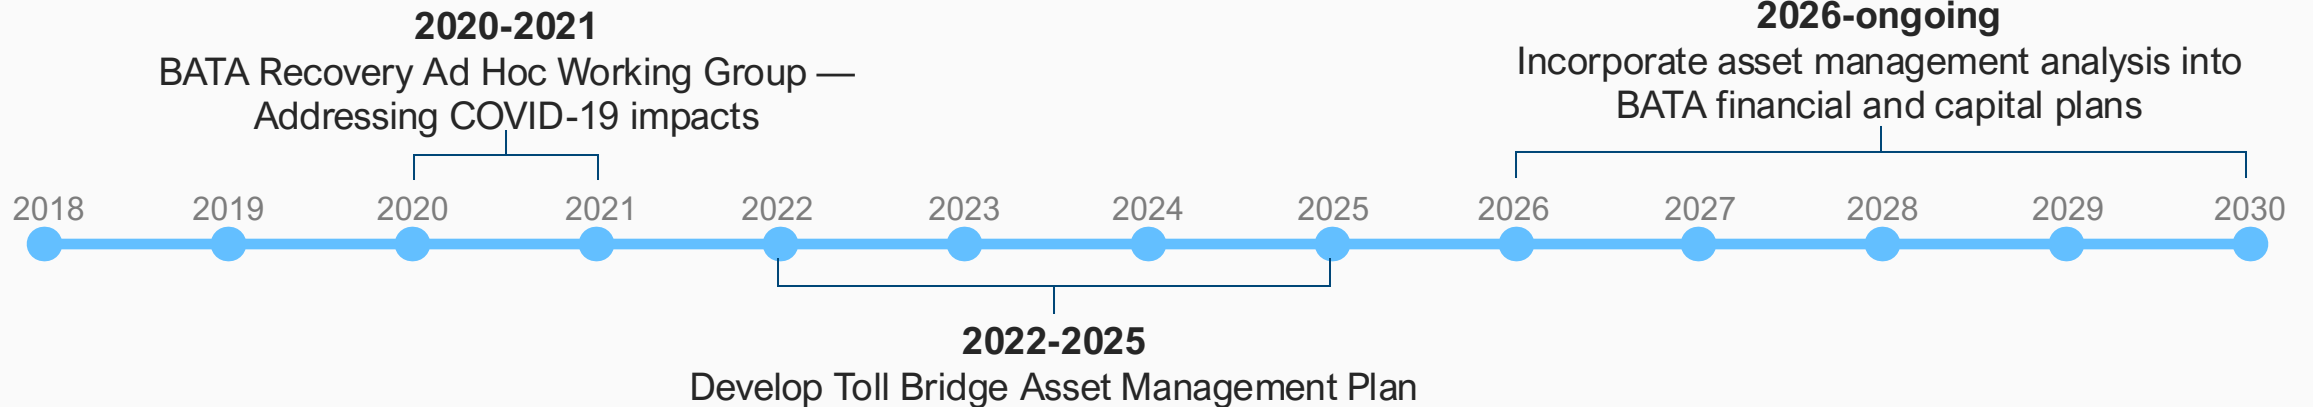 2020-2021
BATA Recovery Ad Hoc Working Group —
Addressing COVID-19 impacts
2026-ongoing
Incorporate asset management analysis into
BATA financial and capital plans
2018 2019 2020 2021 2022 2023 2024 2025 2026 2027 2028 2029 2030
2022-2025
Develop Toll Bridge Asset Management Plan